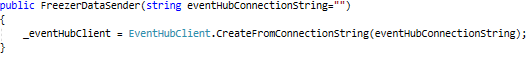 public FreezerDataSender(string eventHubConnectionString="")
{
    _eventHubClient = EventHubClient.CreateFromConnectionString(eventHubConnectionString);
}